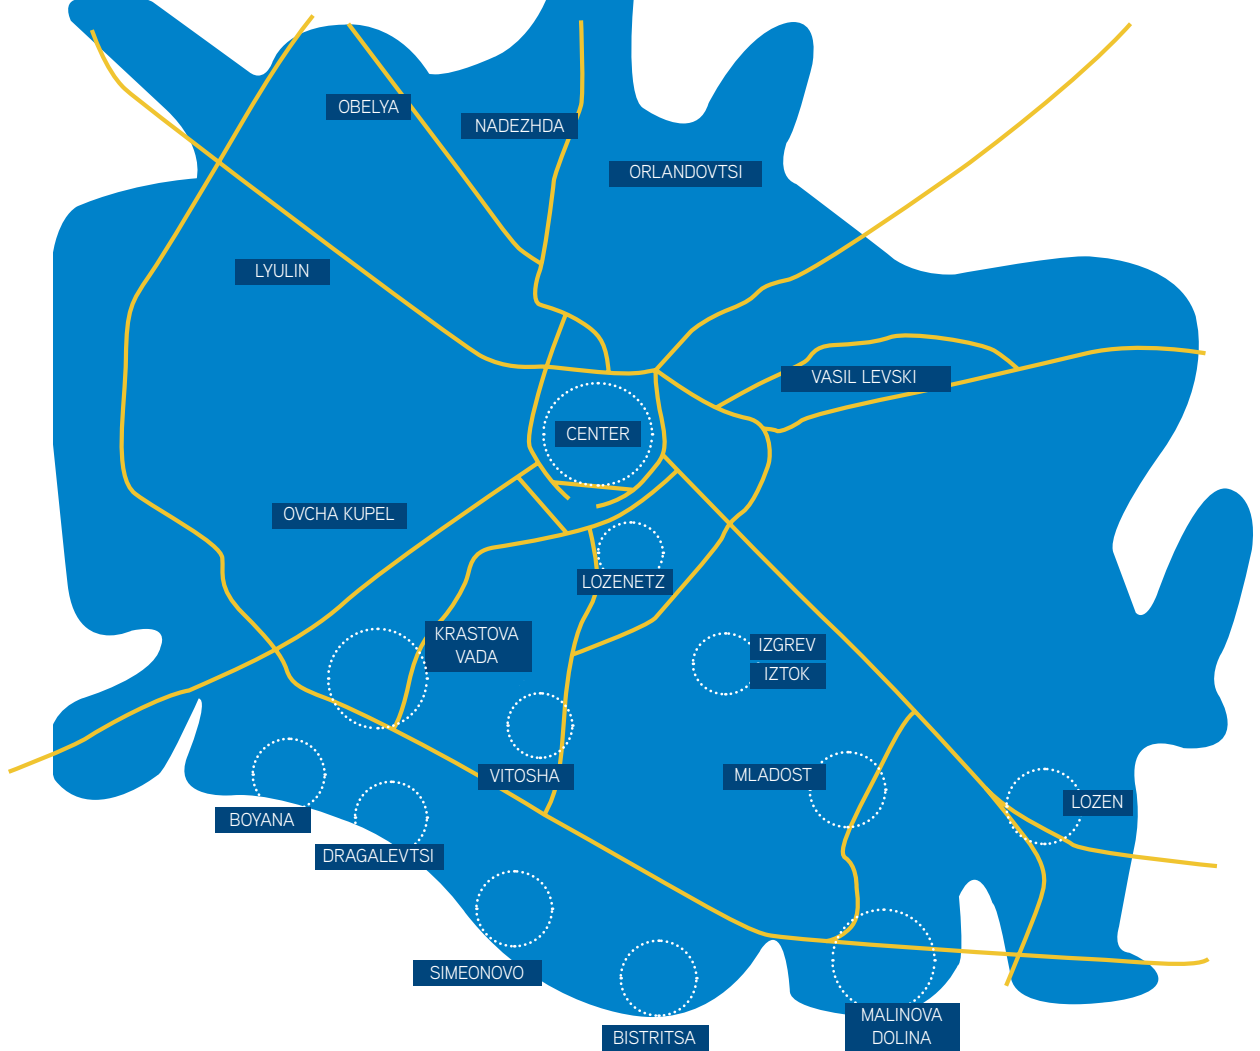 OBELYA
NADEZHDA
ORLANDOVTSI
LYULIN
VASIL LEVSKI
CENTER
OVCHA KUPEL
LOZENETZ
KRASTOVA
VADA
IZGREV
IZTOK
VITOSHA
MLADOST
LOZEN
BOYANA
DRAGALEVTSI
SIMEONOVO
BISTRITSA
MALINOVA
DOLINA